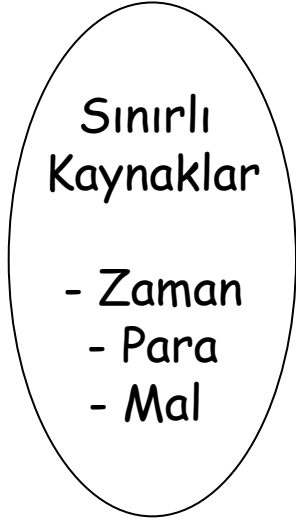 Sınırlı
Kaynaklar
- Zaman
- Para
- Mal